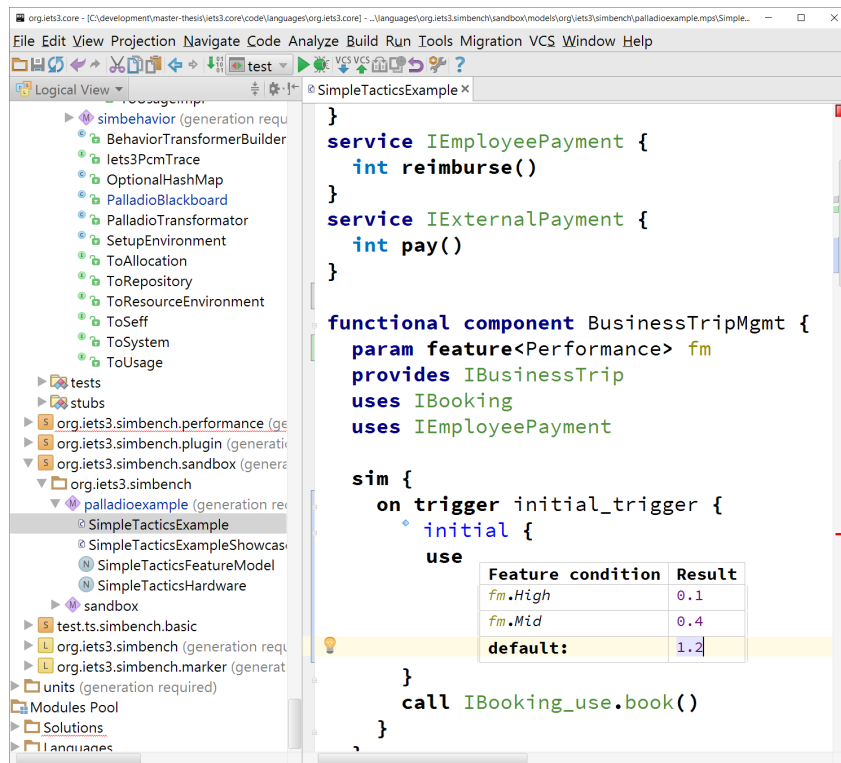 org.iets3.core - [C:\development\master-thesis\iets3.core\code\languages\org.iets3.core] - ...\languages\org.iets3.simbench\sandbox\models\org\iets3\simbench\palladioexample.mps\Simple...
File Edit View Projection Navigate Code Analyze Build Run Tools Migration VCS Window Help
test VCS VCS ?
Logical View
ToUsageImpl
simbehavior (generation requ
BehaviorTransformerBuilder
Iets3PcmTrace
OptionalHashMap
PalladioBlackboard
PalladioTransformator
SetupEnvironment
ToAllocation
ToRepository
ToResourceEnvironment
ToSeff
ToSystem
ToUsage
tests
stubs
org.iets3.simbench.performance (ge
org.iets3.simbench.plugin (generatio
org.iets3.simbench.sandbox (genera
org.iets3.simbench
palladioexample (generation req
SimpleTacticsExample
SimpleTacticsExampleShowcas
SimpleTacticsFeatureModel
SimpleTacticsHardware
sandbox
test.ts.simbench.basic
org.iets3.simbench (generation requ
org.iets3.simbench.marker (generat
units (generation required)
Modules Pool
Solutions
Languages
SimpleTacticsExample
}
service IEmployeePayment {
int reimburse()
}
service IExternalPayment {
int pay()
}
functional component BusinessTripMgmt {
param feature<Performance> fm
provides IBusinessTrip
uses IBooking
uses IEmployeePayment
sim {
on trigger initial_trigger {
initial {
use
Feature condition Result
fm.High 0.1
fm.Mid 0.4
default: 1.2
}
call IBooking_use.book()
}